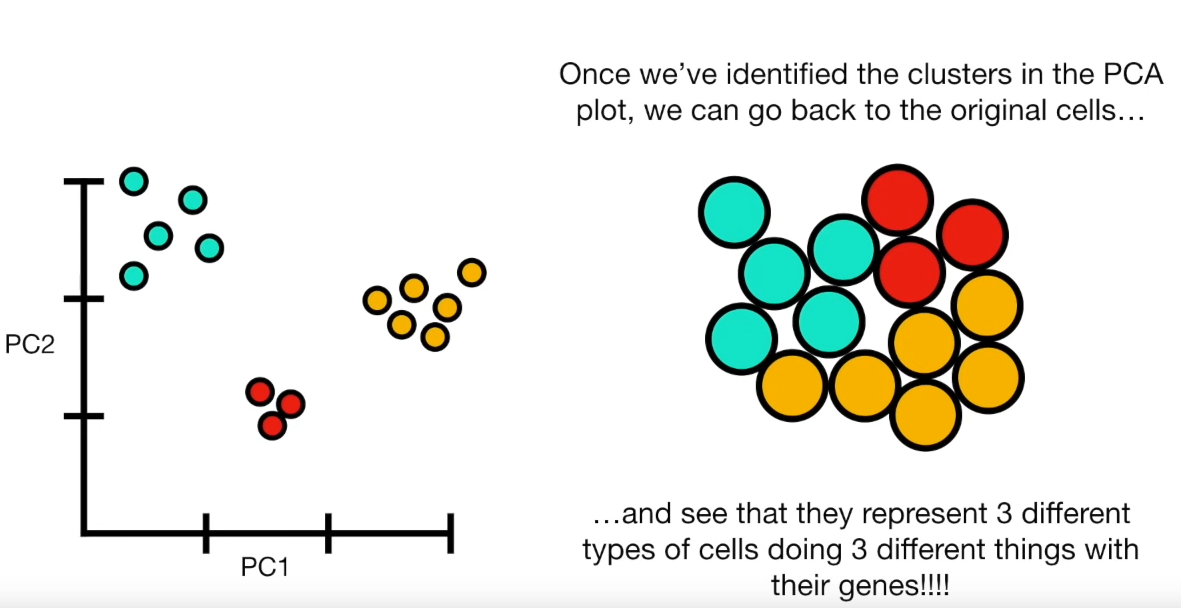 Once we've identified the clusters in the PCA
plot, we can go back to the original cells…
PC2
PC1
…and see that they represent 3 different
types of cells doing 3 different things with
their genes!!!!